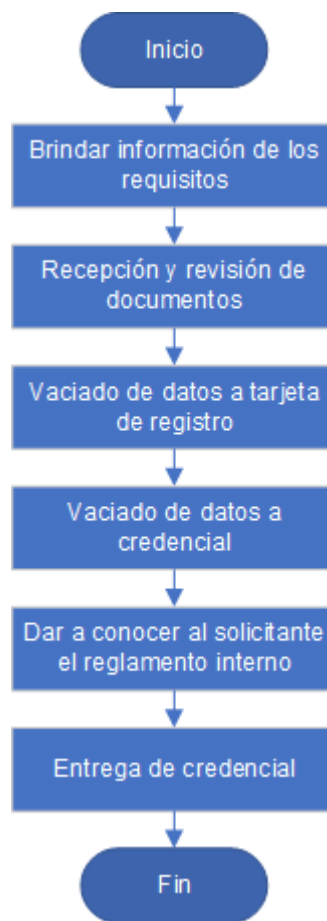 Inicio
Brindar información de los
requisitos
Recepción y revisión de
documentos
Vaciado de datos a tarjeta
de registro
Vaciado de datos a
credencial
Dar a conocer al solicitante
el reglamento interno
Entrega de credencial
Fin